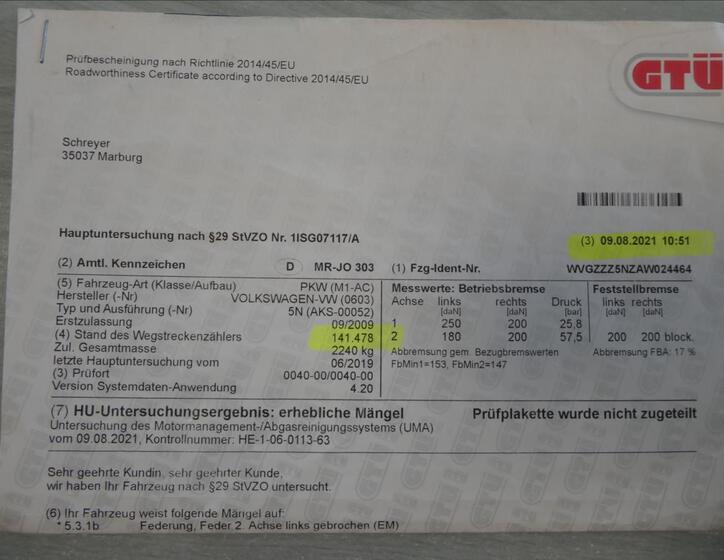 Prüfbescheinigung nach Richtlinie 2014/45/EU
Roadworthiness Certificate according to Directive 2014/45/EU
GTÜ
Schreyer
35037 Marburg
Hauptuntersuchung nach §29 StVZO Nr. 1ISG07117/A
(3) 09.08.2021 10:51
(2) Amtl. Kennzeichen D MR-JO 303 (1) Fzg-Ident-Nr. WVGZZZ5NZAW024464
(5) Fahrzeug-Art (Klasse/Aufbau) PKW (M1-AC)
Hersteller (-Nr) VOLKSWAGEN-VW (0603)
Typ und Ausführung (-Nr) 5N (AKS-00052)
Erstzulassung 09/2009
(4) Stand des Wegstreckenzählers 141.478
Zul. Gesamtmasse 2240 kg
letzte Hauptuntersuchung vom 06/2019
(3) Prüfort 0040-00/0040-00
Version Systemdaten-Anwendung 4.20
Messwerte: Betriebsbremse Feststellbremse
Achse links rechts Druck links rechts
[daN] [daN] [bar] [daN] [daN]
1 250 200 25,8
2 180 200 57,5 200 200 block.
Abbremsung gem. Bezugbremswerten Abbremsung FBA: 17 %
FbMin1=153, FbMin2=147
(7) HU-Untersuchungsergebnis: erhebliche Mängel Prüfplakette wurde nicht zugeteilt
Untersuchung des Motormanagement-/Abgasreinigungssystems (UMA)
vom 09.08.2021, Kontrollnummer: HE-1-06-0113-63
Sehr geehrte Kundin, sehr geehrter Kunde,
wir haben Ihr Fahrzeug nach §29 StVZO untersucht.
(6) Ihr Fahrzeug weist folgende Mängel auf:
* 5.3.1b Federung, Feder 2. Achse links gebrochen (EM)